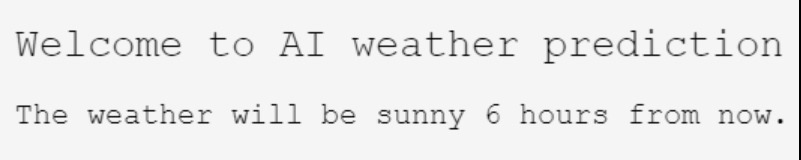 Welcome to AI weather prediction
The weather will be sunny 6 hours from now.